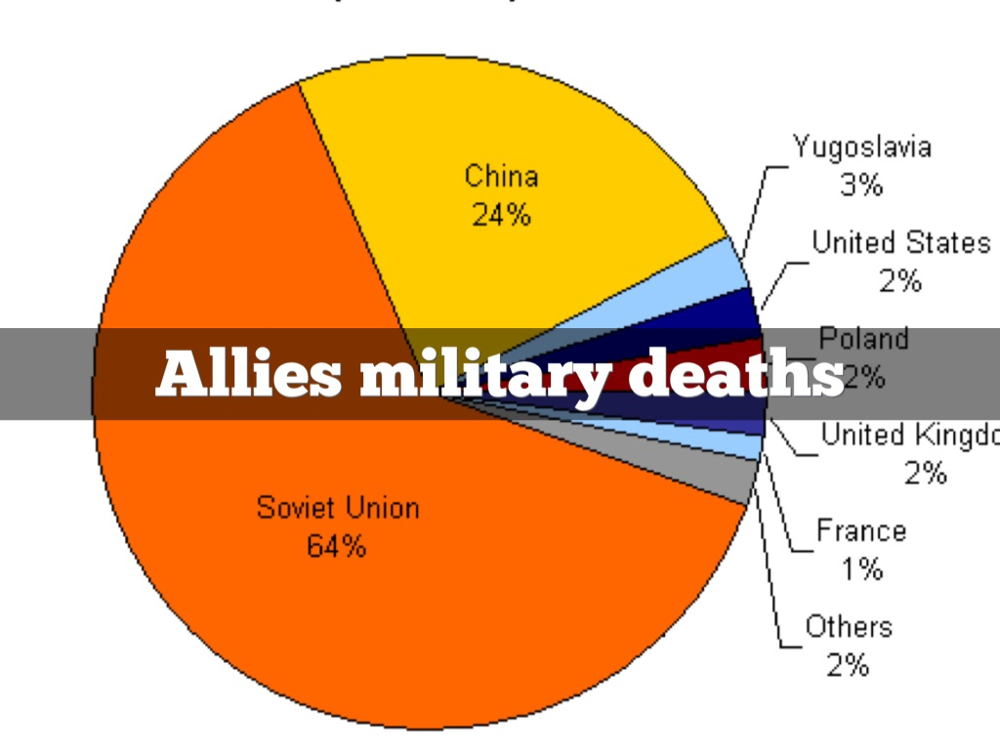 China
24%
Yugoslavia
3%
United States
2%
Poland
2%
Allies military deaths
United Kingdo
2%
Soviet Union
64%
France
1%
Others
2%